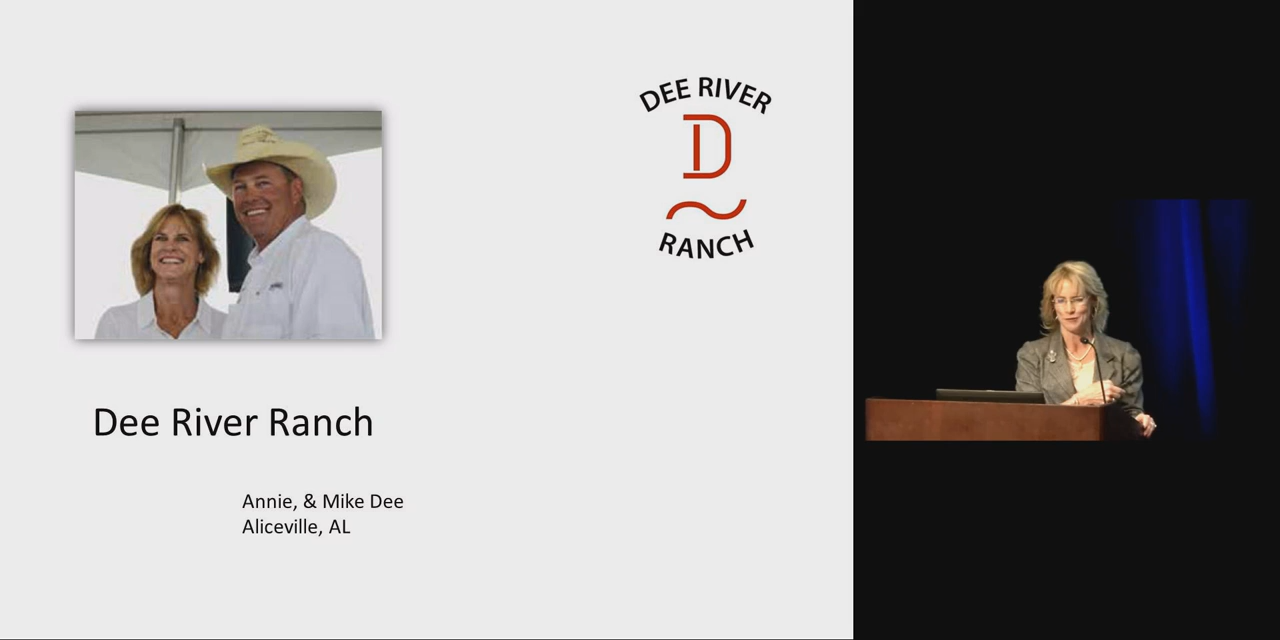 DEE RIVER
D
RANCH
Dee River Ranch
Annie, & Mike Dee
Aliceville, AL